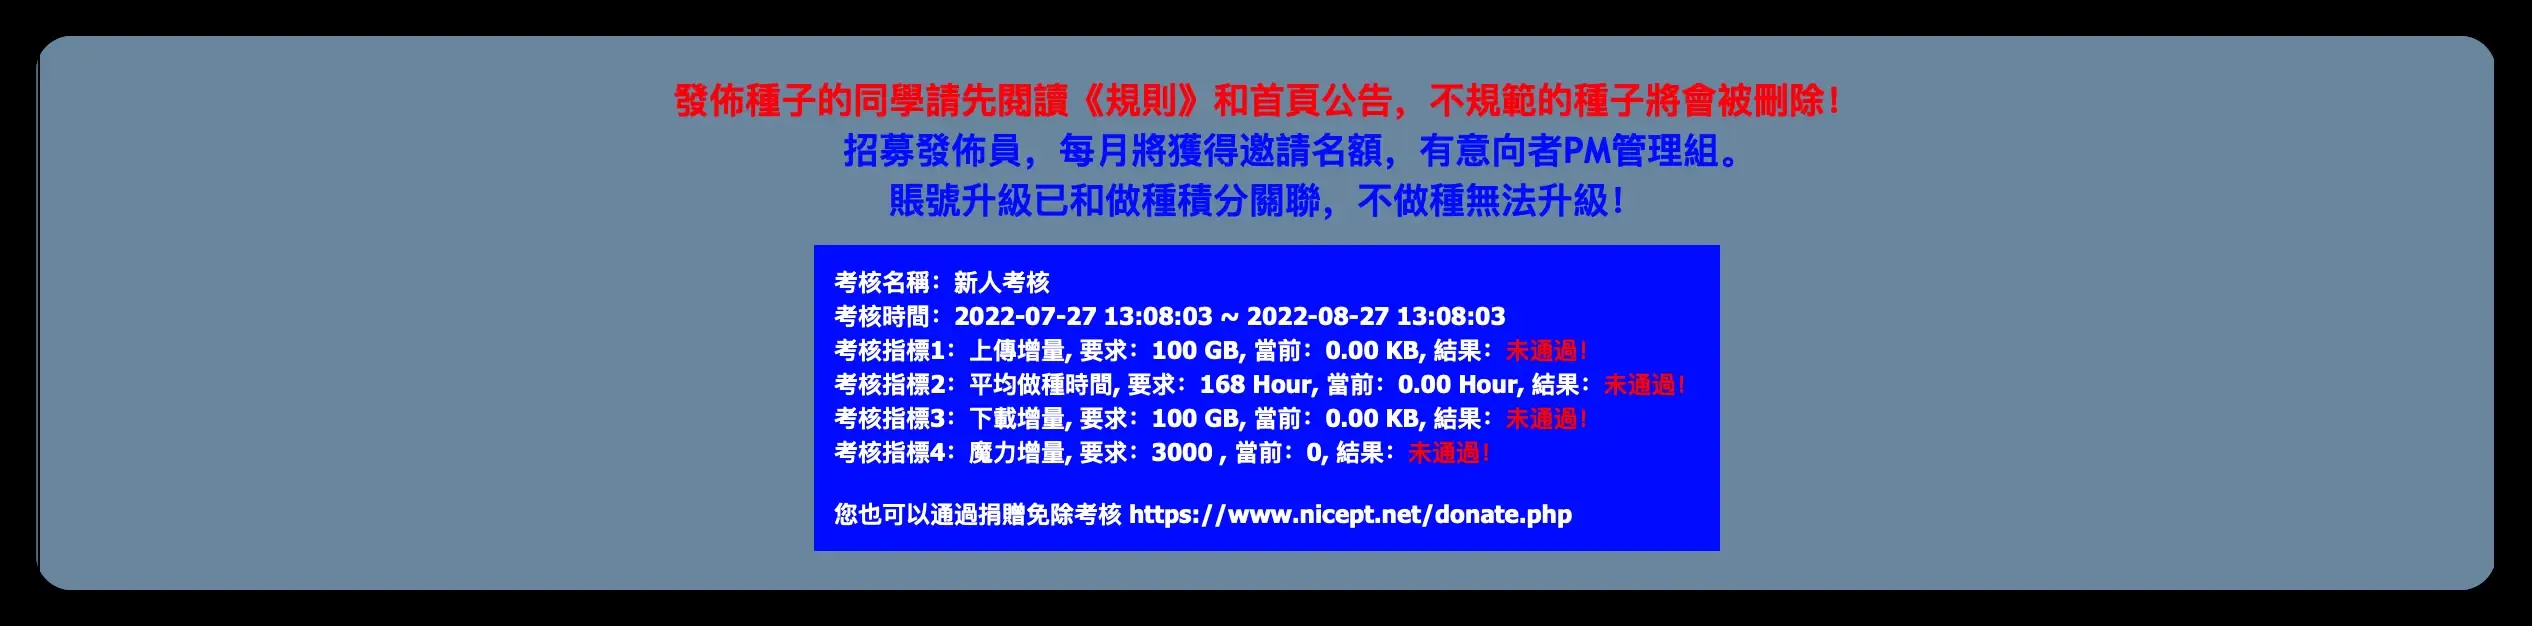 發佈種子的同學請先閱讀《規則》和首頁公告，不規範的種子將會被刪除！
招募發佈員，每月將獲得邀請名額，有意向者PM管理組。
賬號升級已和做種積分關聯，不做種無法升級！
考核名稱：新人考核
考核時間：2022-07-27 13:08:03 ~ 2022-08-27 13:08:03
考核指標1：上傳增量, 要求：100 GB, 當前：0.00 KB, 結果：未通過！
考核指標2：平均做種時間, 要求：168 Hour, 當前：0.00 Hour, 結果：未通過！
考核指標3：下載增量, 要求：100 GB, 當前：0.00 KB, 結果：未通過！
考核指標4：魔力增量, 要求：3000 , 當前：0, 結果：未通過！
您也可以通過捐贈免除考核 https://www.nicept.net/donate.php